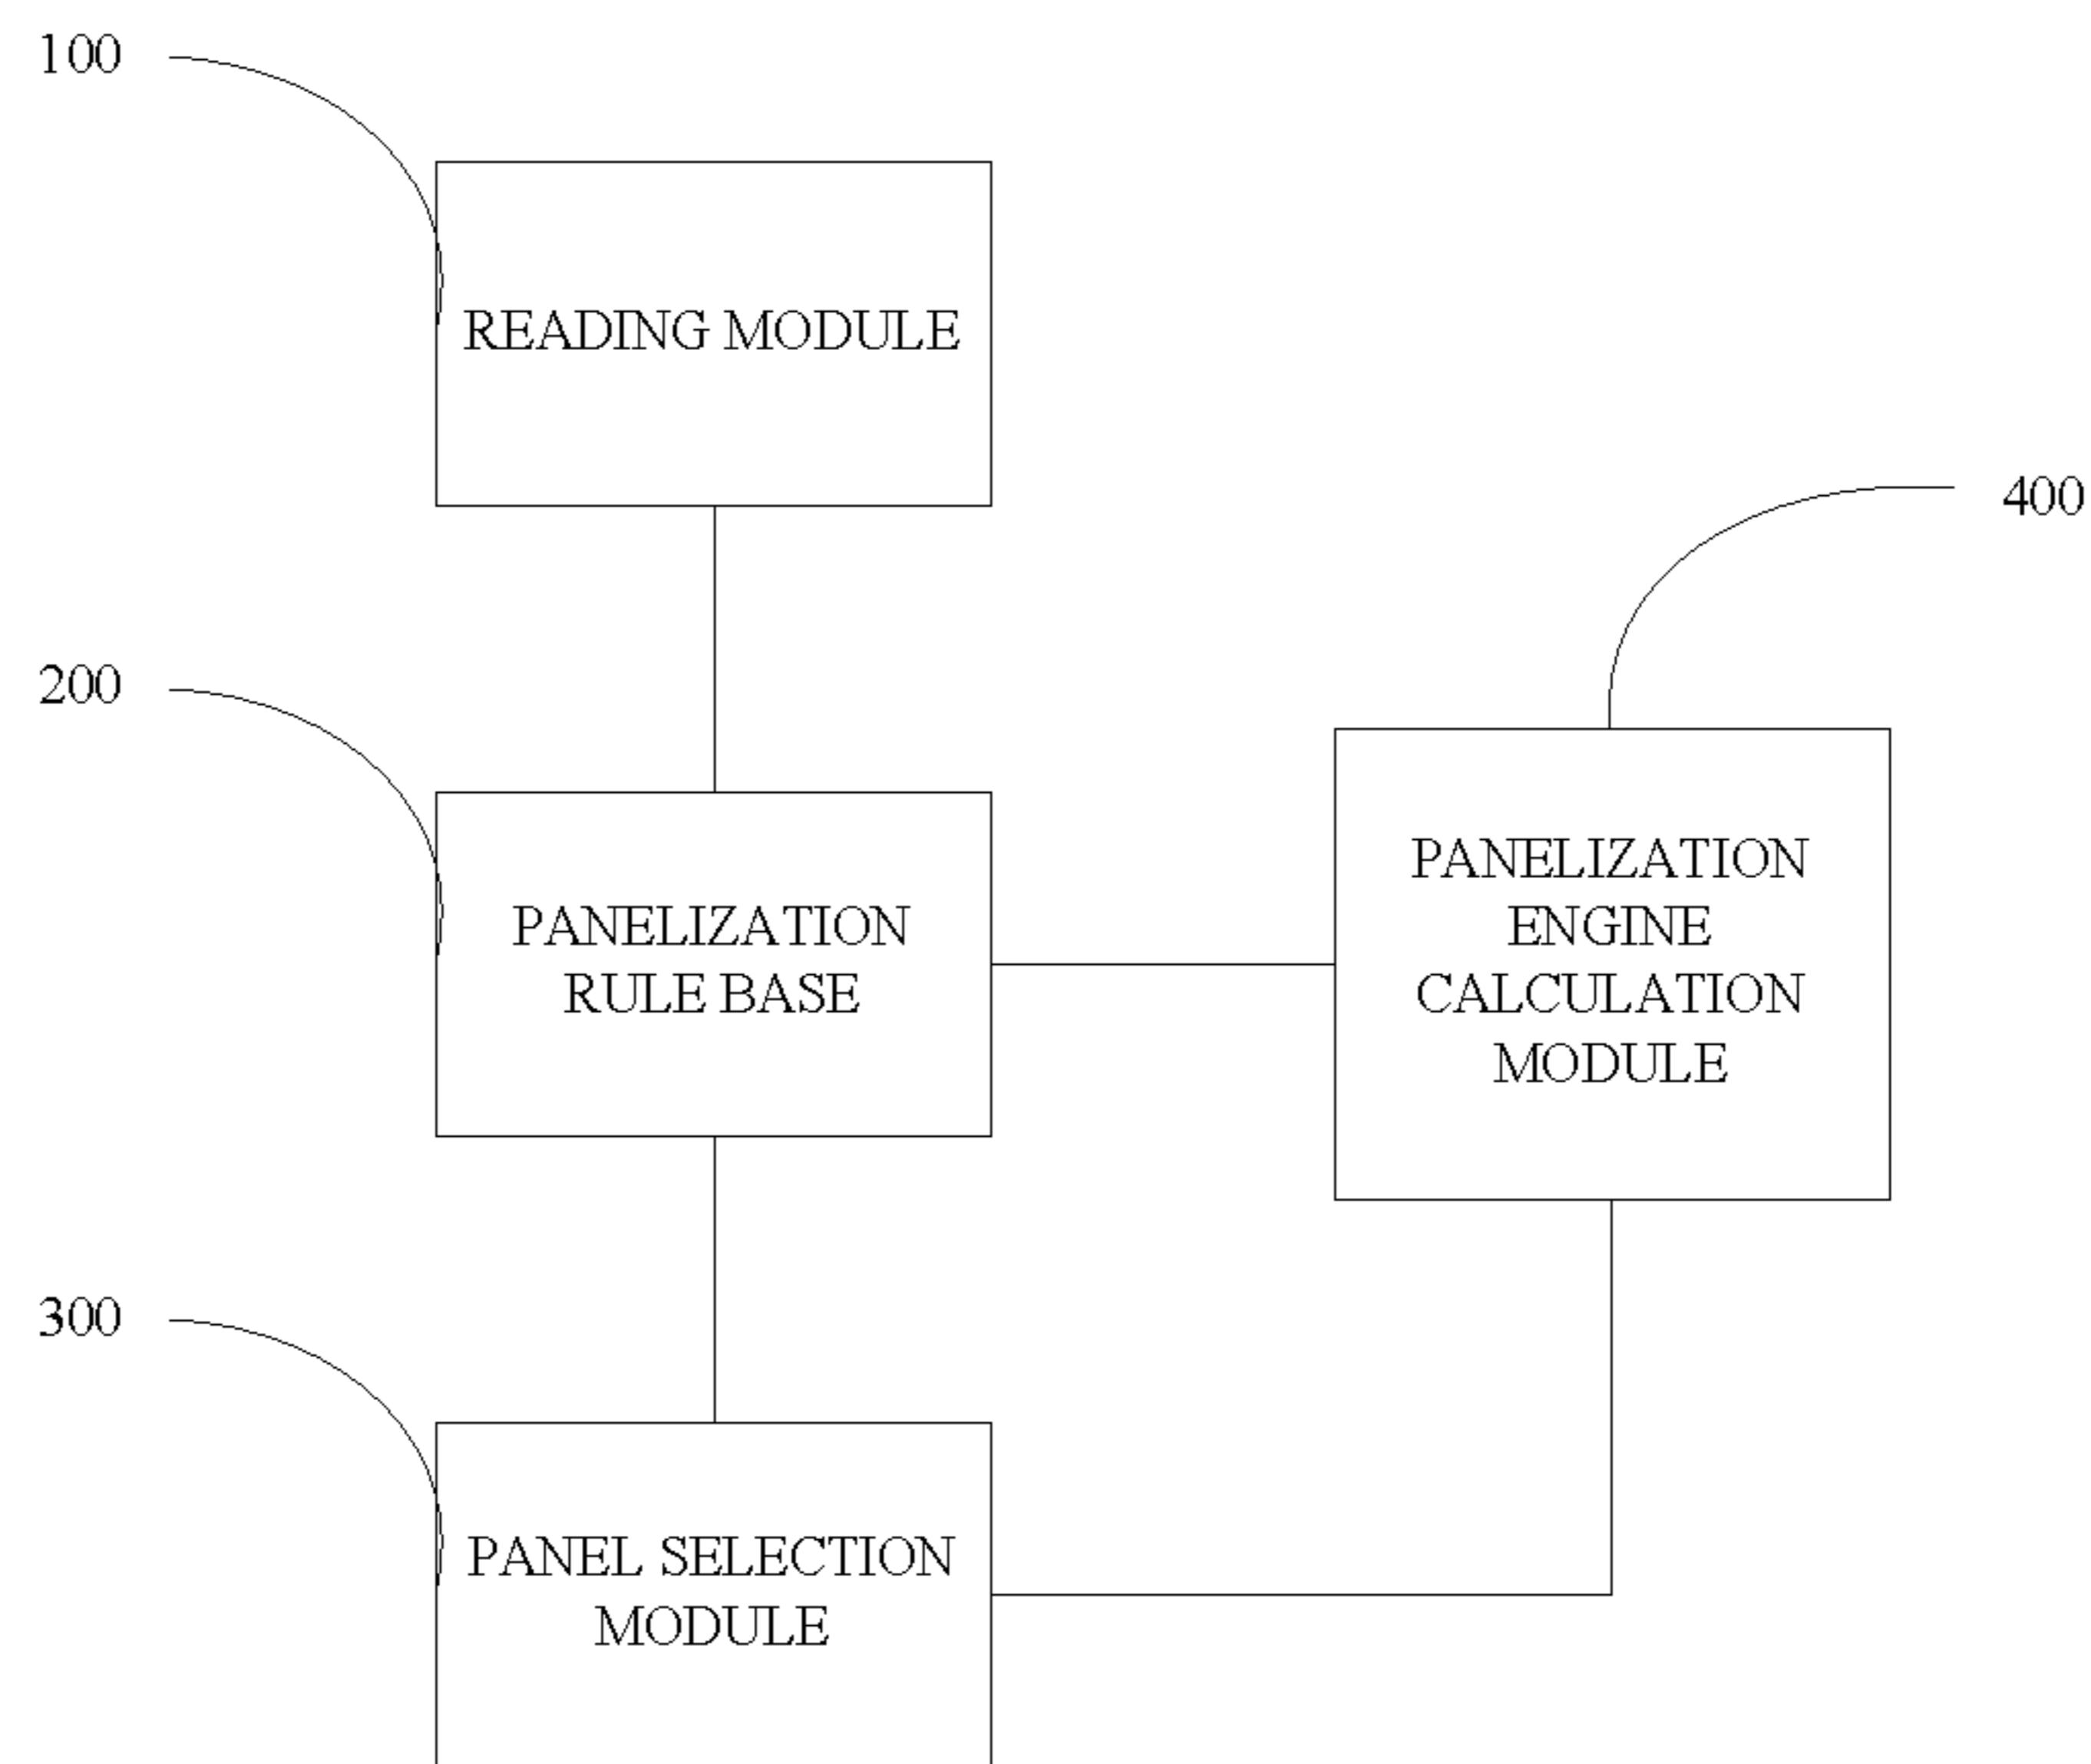 100
READING MODULE
400
200
PANELIZATION
RULE BASE
PANELIZATION
ENGINE
CALCULATION
MODULE
300
PANEL SELECTION
MODULE